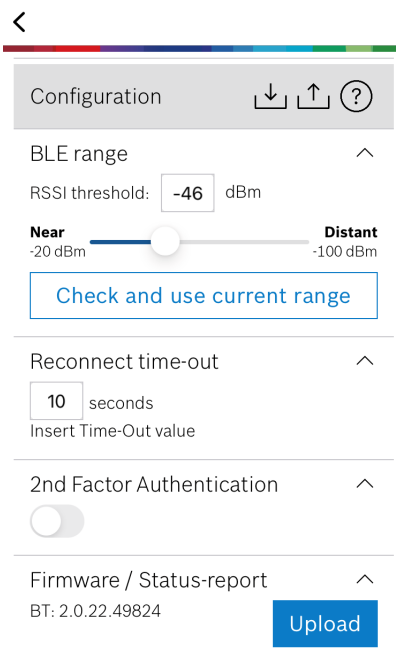 Configuration
?
BLE range
RSSI threshold: -46 dBm
Near Distant
-20 dBm -100 dBm
Check and use current range
Reconnect time-out
10 seconds
Insert Time-Out value
2nd Factor Authentication
Firmware / Status-report
BT: 2.0.22.49824
Upload